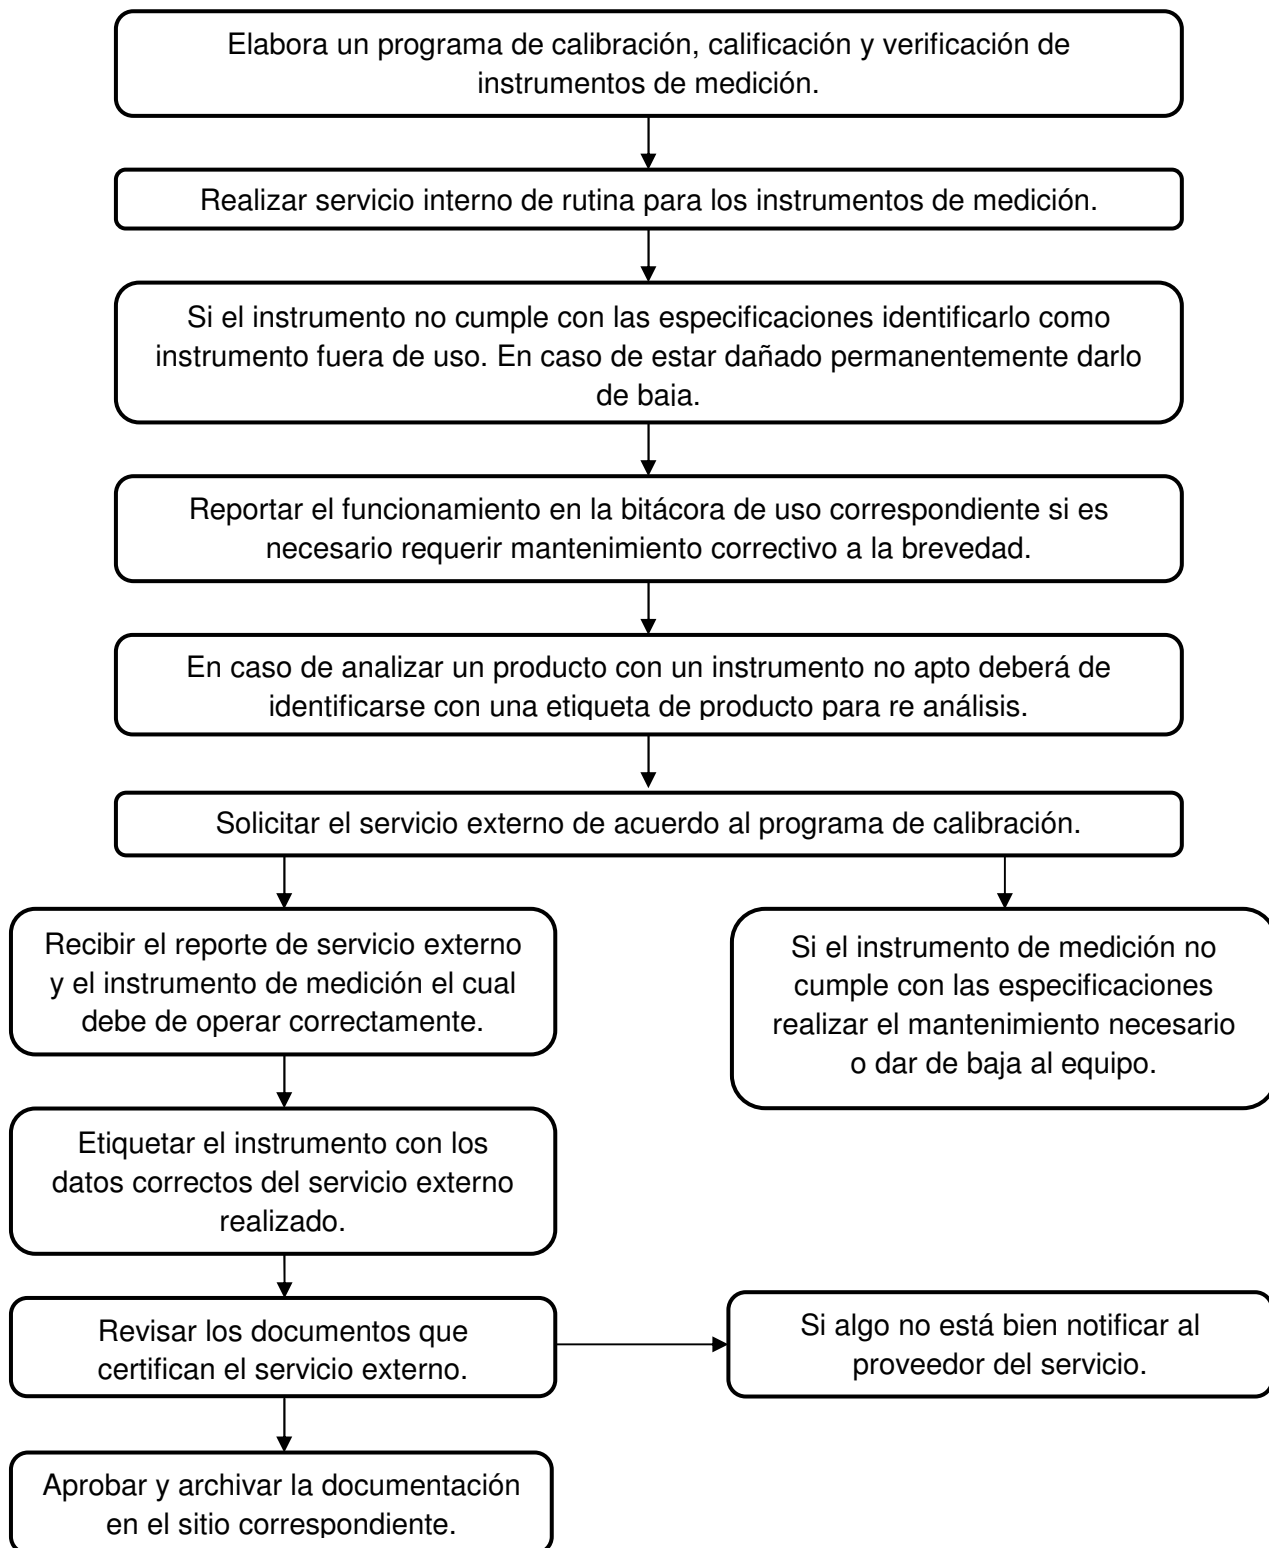 Elabora un programa de calibración, calificación y verificación de
instrumentos de medición.
Realizar servicio interno de rutina para los instrumentos de medición.
Si el instrumento no cumple con las especificaciones identificarlo como
instrumento fuera de uso. En caso de estar dañado permanentemente darlo
de baja.
Reportar el funcionamiento en la bitácora de uso correspondiente si es
necesario requerir mantenimiento correctivo a la brevedad.
En caso de analizar un producto con un instrumento no apto deberá de
identificarse con una etiqueta de producto para re análisis.
Solicitar el servicio externo de acuerdo al programa de calibración.
Recibir el reporte de servicio externo
y el instrumento de medición el cual
debe de operar correctamente.
Si el instrumento de medición no
cumple con las especificaciones
realizar el mantenimiento necesario
o dar de baja al equipo.
Etiquetar el instrumento con los
datos correctos del servicio externo
realizado.
Revisar los documentos que
certifican el servicio externo.
Si algo no está bien notificar al
proveedor del servicio.
Aprobar y archivar la documentación
en el sitio correspondiente.